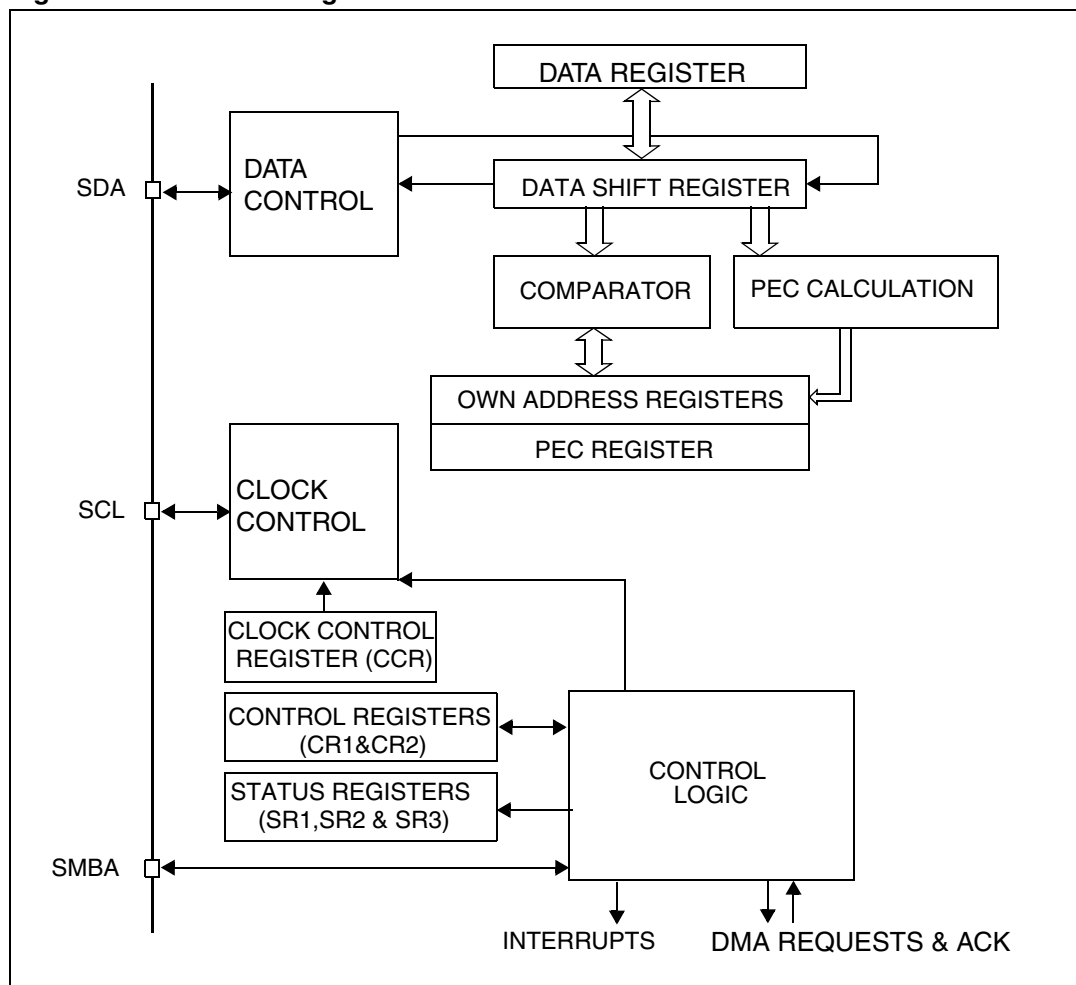 DATA REGISTER
DATA
CONTROL
SDA
DATA SHIFT REGISTER
COMPARATOR
PEC CALCULATION
OWN ADDRESS REGISTERS
PEC REGISTER
CLOCK
CONTROL
SCL
CLOCK CONTROL
REGISTER (CCR)
CONTROL REGISTERS
(CR1&CR2)
CONTROL
LOGIC
STATUS REGISTERS
(SR1,SR2 & SR3)
SMBA
INTERRUPTS
DMA REQUESTS & ACK